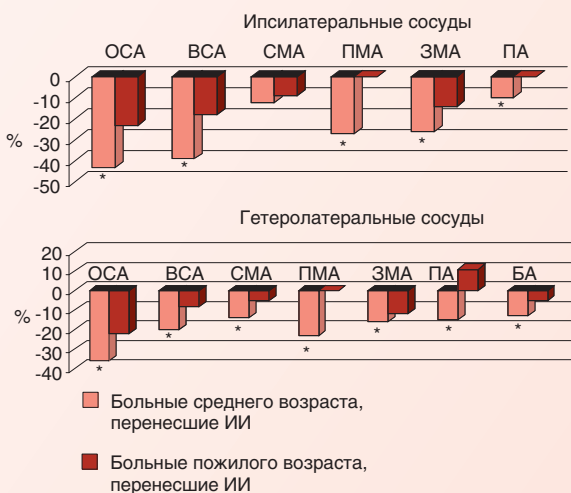 Ипсилатеральные сосуды
ОСА ВСА СМА ПМА ЗМА ПА
0
-10
-20
-30
-40
-50
%
* * * * *
Гетеролатеральные сосуды
20
10
0
-10
-20
-30
-40
%
ОСА ВСА СМА ПМА ЗМА ПА БА
* * * * * * *
Больные среднего возраста,
перенесшие ИИ
Больные пожилого возраста,
перенесшие ИИ